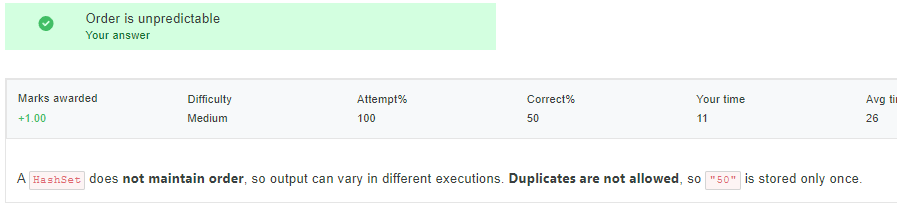 Order is unpredictable
Your answer
Marks awarded Difficulty Attempt% Correct% Your time Avg
+1.00 Medium 100 50 11 26
A HashSet does not maintain order, so output can vary in different executions. Duplicates are not allowed, so "50" is stored only once.